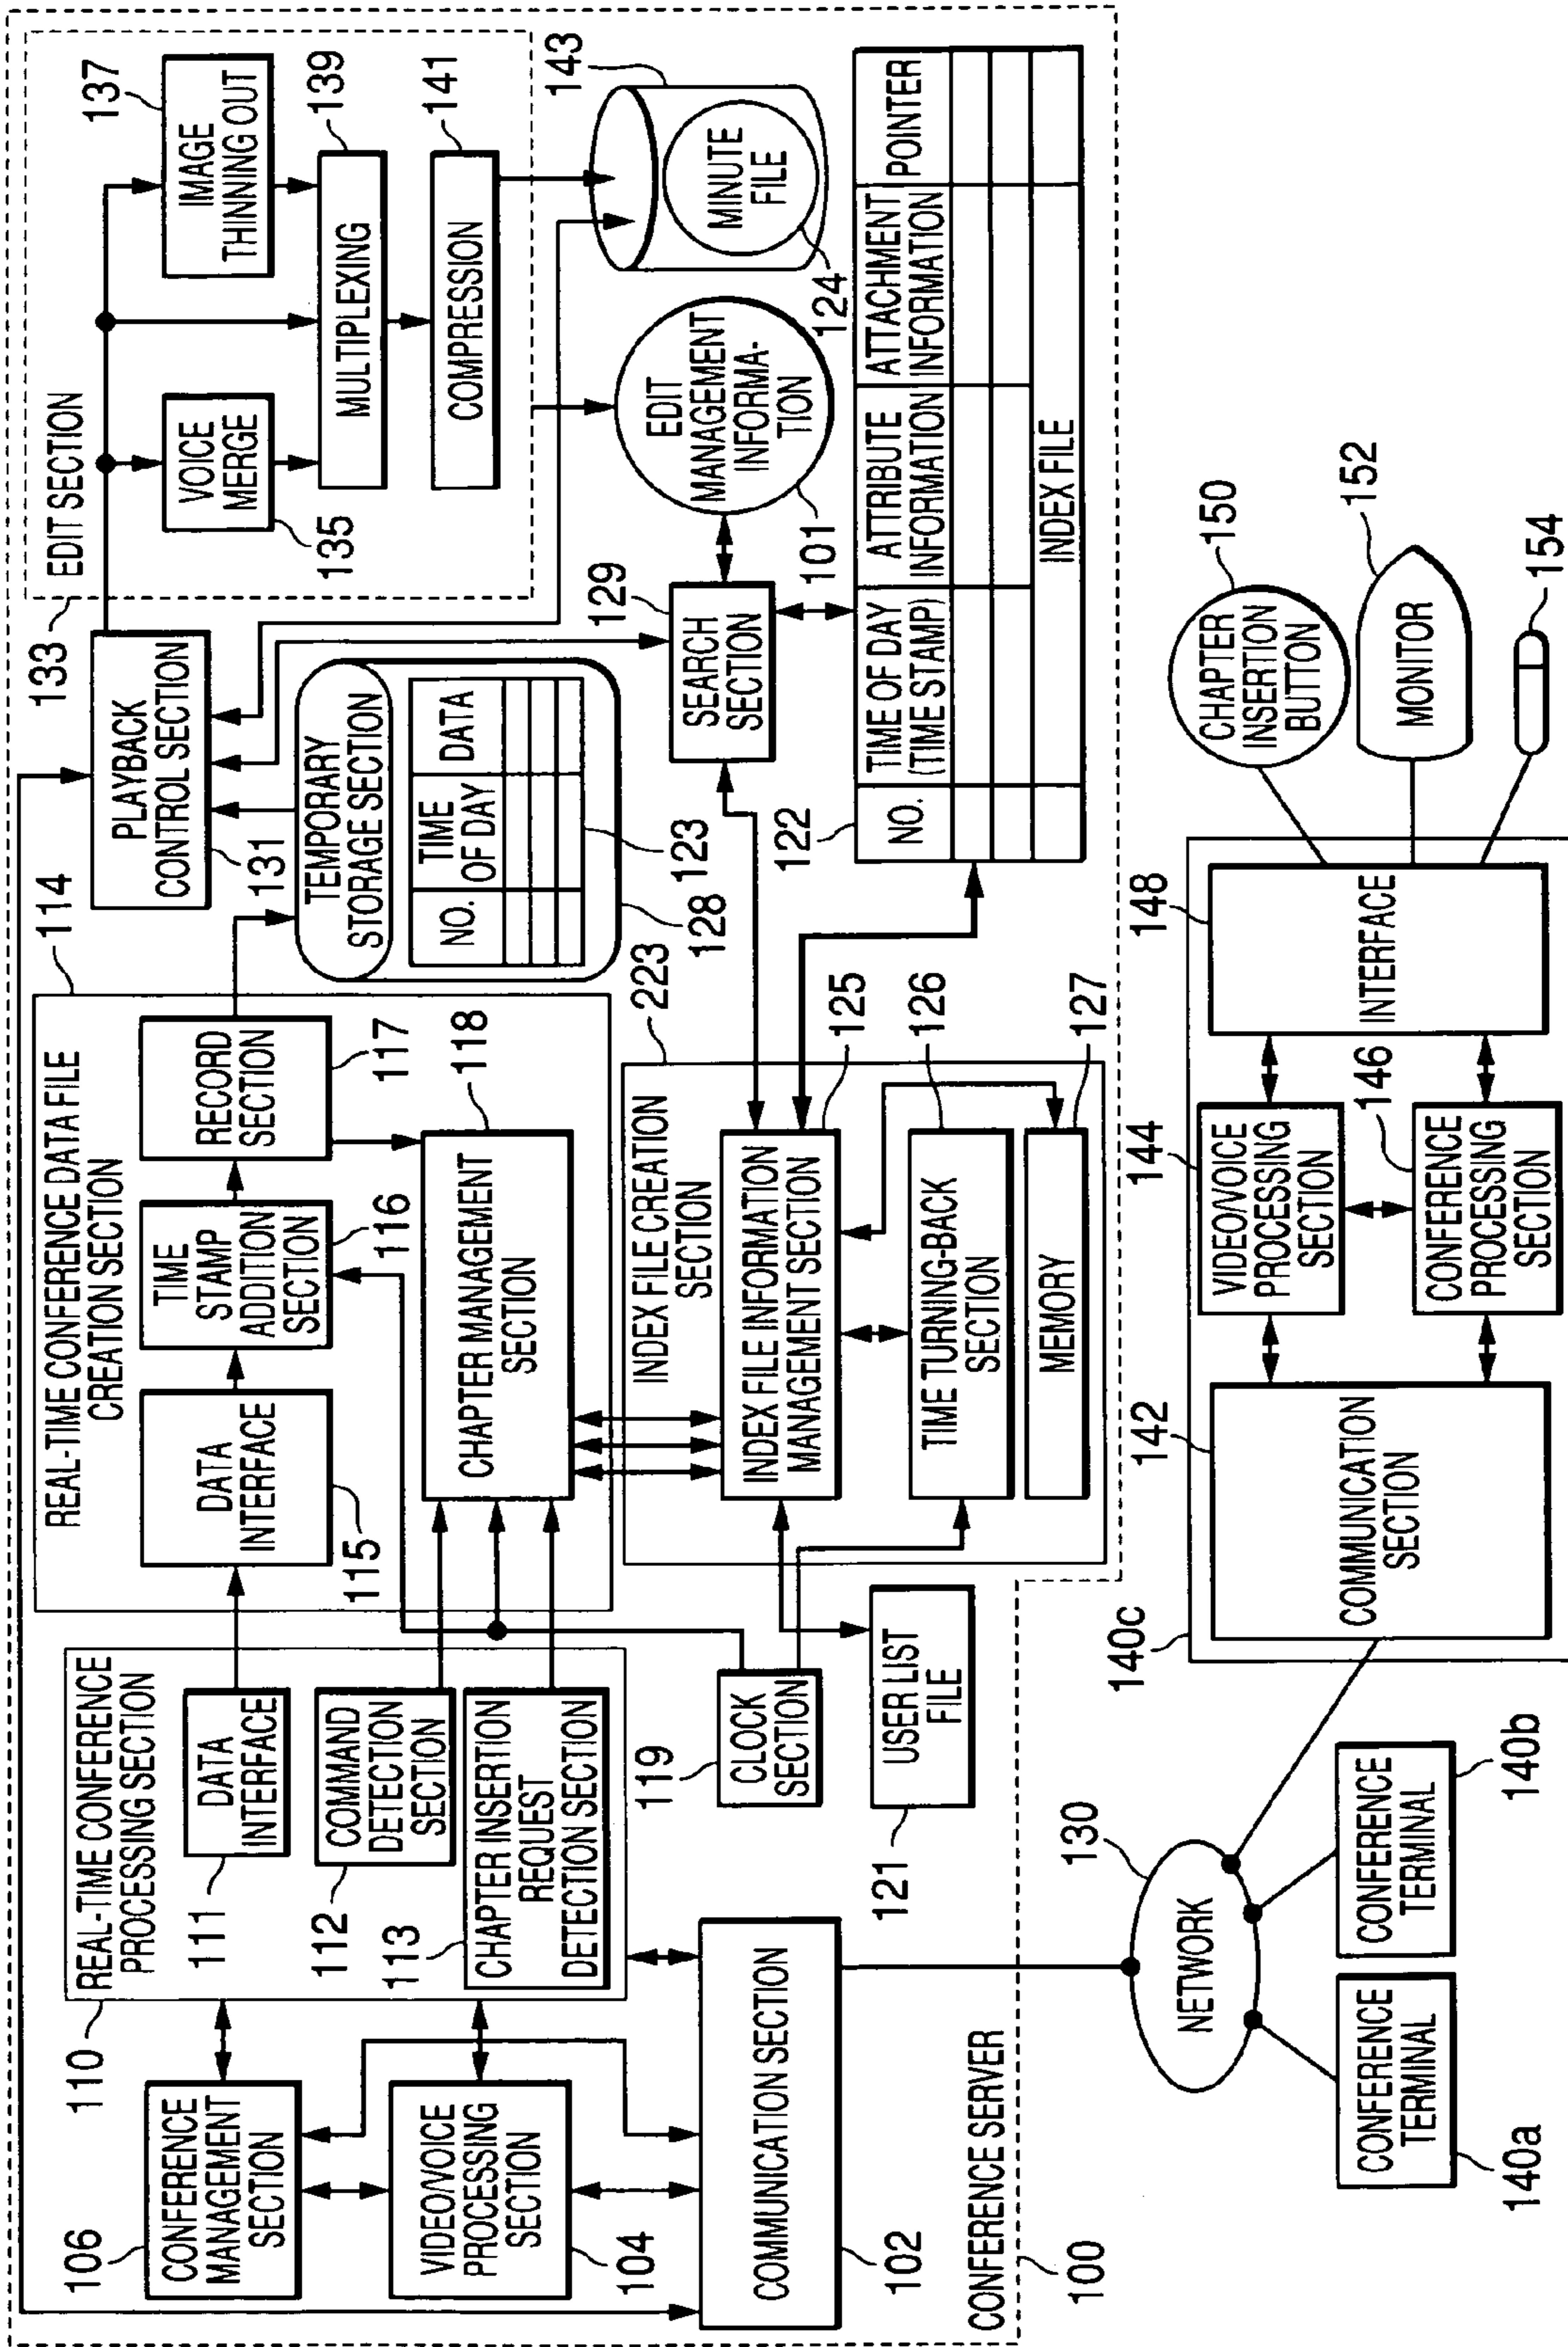 133
EDIT SECTION
137
IMAGE
THINNING OUT
VOICE
MERGE
135
MULTIPLEXING
139
COMPRESSION
141
PLAYBACK
CONTROL SECTION
131
114
REAL-TIME CONFERENCE DATA FILE
CREATION SECTION
DATA
INTERFACE
115
TIME
STAMP
ADDITION
SECTION
116
RECORD
SECTION
117
CHAPTER MANAGEMENT
SECTION
118
TEMPORARY
STORAGE SECTION
NO.
TIME
OF DAY
DATA
123
128
REAL-TIME CONFERENCE
PROCESSING SECTION
110
DATA
INTERFACE
111
COMMAND
DETECTION
SECTION
112
CHAPTER INSERTION
REQUEST
DETECTION SECTION
113
106
CONFERENCE
MANAGEMENT
SECTION
VIDEO/VOICE
PROCESSING
SECTION
104
COMMUNICATION SECTION
102
CONFERENCE SERVER
100
119
CLOCK
SECTION
USER LIST
FILE
121
223
INDEX FILE CREATION
SECTION
INDEX FILE INFORMATION
MANAGEMENT SECTION
125
TIME TURNING-BACK
SECTION
126
MEMORY
127
129
SEARCH
SECTION
EDIT
MANAGEMENT
INFORMA-
TION
101
143
MINUTE
FILE
124
122
NO.
TIME OF DAY
(TIME STAMP)
ATTRIBUTE
INFORMATION
ATTACHMENT
INFORMATION
POINTER
INDEX FILE
130
NETWORK
CONFERENCE
TERMINAL
140a
CONFERENCE
TERMINAL
140b
140c
142
COMMUNICATION
SECTION
144
VIDEO/VOICE
PROCESSING
SECTION
146
CONFERENCE
PROCESSING
SECTION
148
INTERFACE
CHAPTER
INSERTION
BUTTON
150
MONITOR
152
154